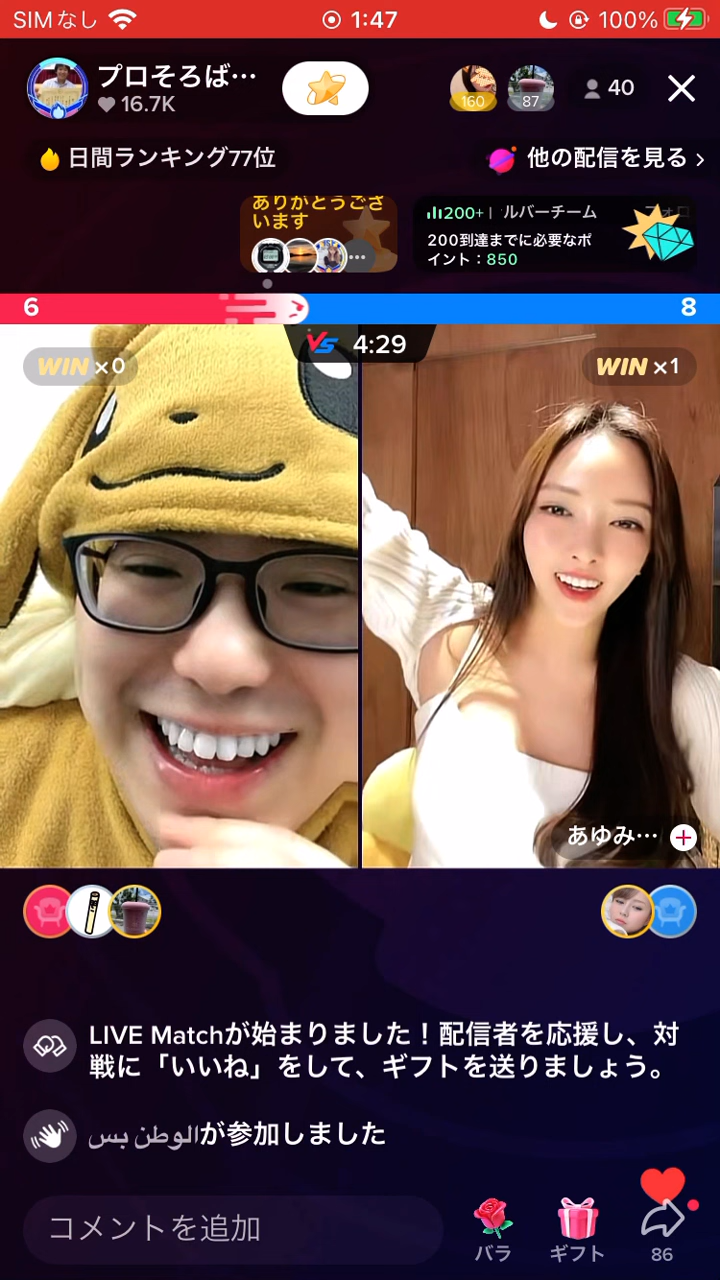 SIMなし
1:47
100%
プロそろば…
16.7K
160
87
40
日間ランキング77位
他の配信を見る
ありがとうござ
います
200+
ルバーチーム
200到達までに必要なポ
イント：850
6
8
WIN ×0
VS 4:29
WIN ×1
あゆみ…
LIVE Matchが始まりました！配信者を応援し、対
戦に「いいね」をして、ギフトを送りましょう。
الوطن بسが参加しました
コメントを追加
バラ
ギフト
86